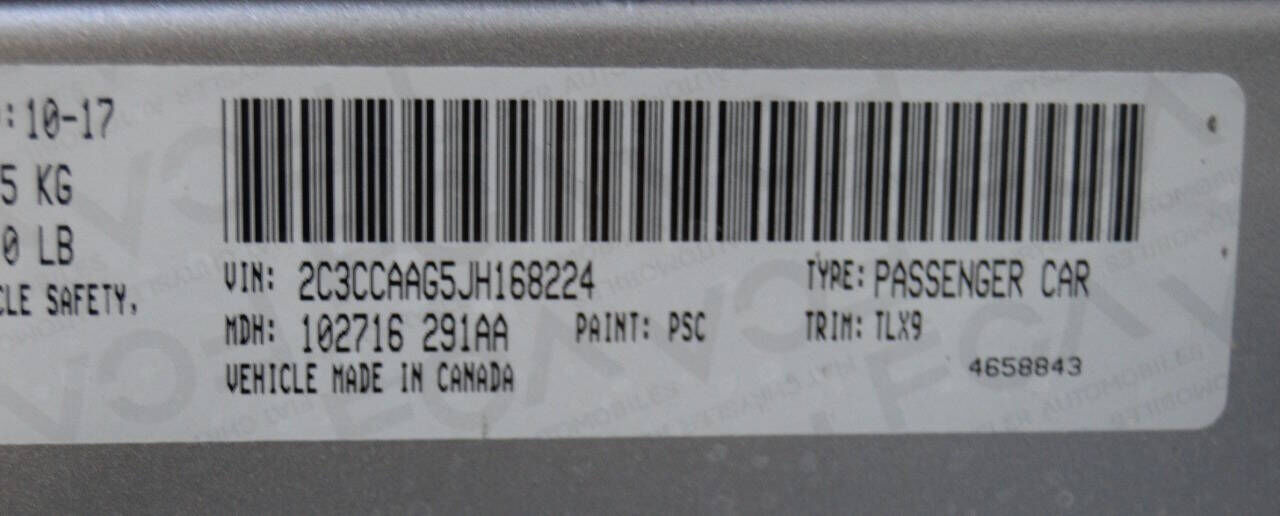 :10-17
5 KG
0 LB
CLE SAFETY,
VIN: 2C3CCAAG5JH168224
TYPE: PASSENGER CAR
MDH: 102716 291AA
PAINT: PSC
TRIM: TLX9
VEHICLE MADE IN CANADA
4658843